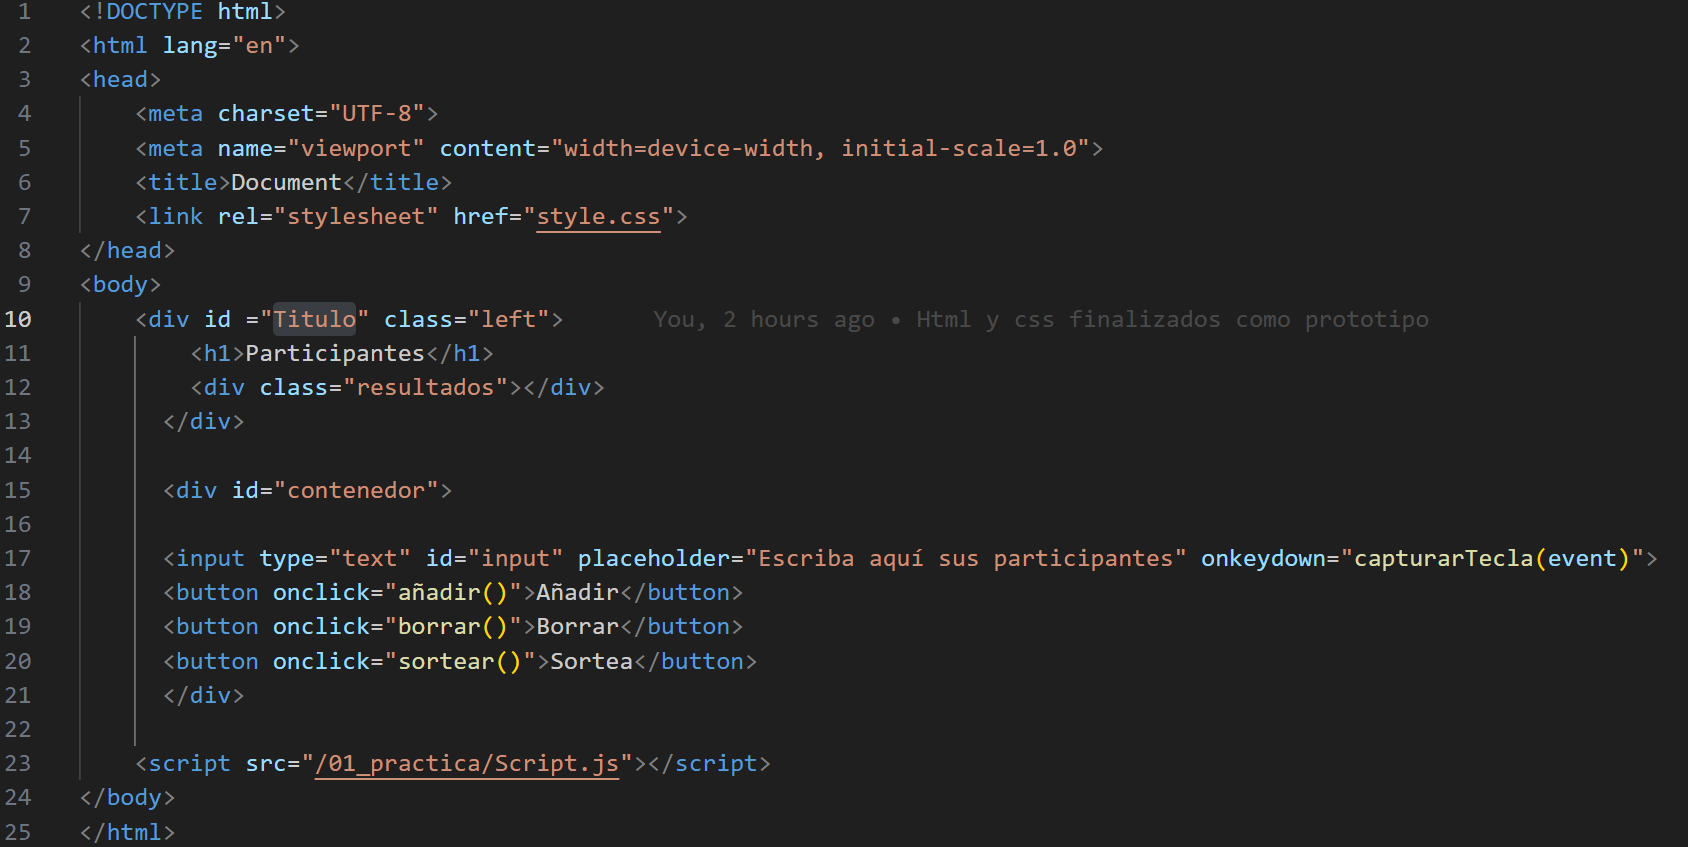 1 <!DOCTYPE html>
2 <html lang="en">
3 <head>
4 <meta charset="UTF-8">
5 <meta name="viewport" content="width=device-width, initial-scale=1.0">
6 <title>Document</title>
7 <link rel="stylesheet" href="style.css">
8 </head>
9 <body>
10 <div id ="Titulo" class="left"> You, 2 hours ago • Html y css finalizados como prototipo
11 <h1>Participantes</h1>
12 <div class="resultados"></div>
13 </div>
14
15 <div id="contenedor">
16
17 <input type="text" id="input" placeholder="Escriba aquí sus participantes" onkeydown="capturarTecla(event)">
18 <button onclick="añadir()">Añadir</button>
19 <button onclick="borrar()">Borrar</button>
20 <button onclick="sortear()">Sortea</button>
21 </div>
22
23 <script src="/01_practica/Script.js"></script>
24 </body>
25 </html>